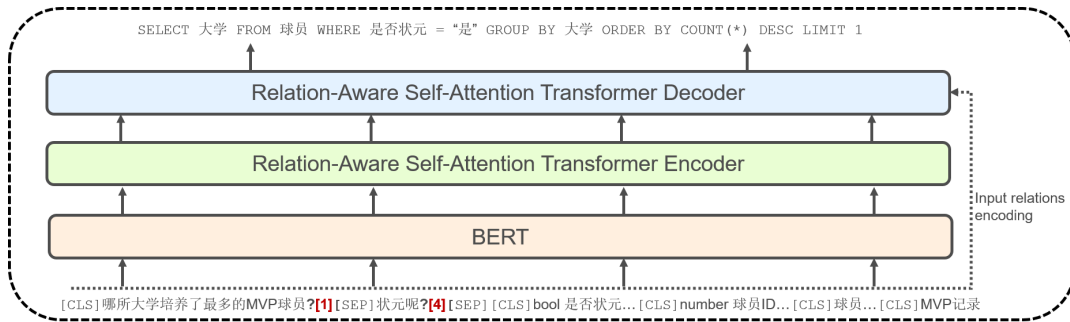 SELECT 大学 FROM 球员 WHERE 是否状元 = “是” GROUP BY 大学 ORDER BY COUNT(*) DESC LIMIT 1
Relation-Aware Self-Attention Transformer Decoder
Relation-Aware Self-Attention Transformer Encoder
Input relations
encoding
BERT
[CLS]哪所大学培养了最多的MVP球员?[1][SEP]状元呢?[4][SEP][CLS]bool 是否状元…[CLS]number 球员ID…[CLS]球员…[CLS]MVP记录